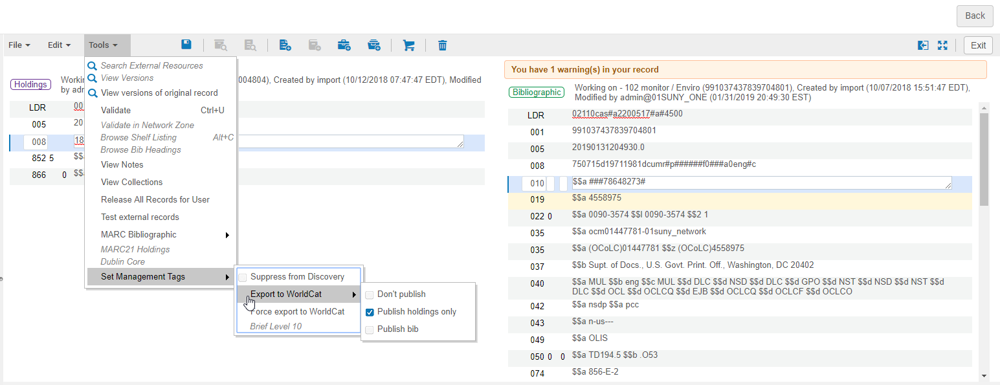 Back
File
Edit
Tools
Exit
Search External Resources
View Versions
View versions of original record
Validate Ctrl+U
Validate in Network Zone
Browse Shelf Listing Alt+C
Browse Bib Headings
View Notes
View Collections
Release All Records for User
Test external records
MARC Bibliographic
MARC21 Holdings
Dublin Core
Set Management Tags
Suppress from Discovery
Export to WorldCat
Force export to WorldCat
Brief Level 10
Don't publish
Publish holdings only
Publish bib
Holdings
004804), Created by import (10/12/2018 07:47:47 EDT), Modified
by
LDR 00
005 20
008 18
852 5 $$
866 0 $$
You have 1 warning(s) in your record
Bibliographic
Working on - 102 monitor / Enviro (991037437839704801), Created by import (10/07/2018 15:51:47 EDT),
Modified by admin@01SUNY_ONE (01/31/2019 20:49:30 EST)
LDR 02110cas#a2200517#a#4500
001 991037437839704801
005 20190131204930.0
008 750715d19711981dcumr#p######f0###a0eng#c
010 $$a ###78648273#
019 $$a 4558975
022 0 $$a 0090-3574 $$l 0090-3574 $$2 1
035 $$a ocm01447781-01suny_network
035 $$a (OCoLC)01447781 $$z (OCoLC)4558975
037 $$b Supt. of Docs., U.S. Govt. Print. Off., Washington, DC 20402
040 $$a MUL $$b eng $$c MUL $$d DLC $$d NSD $$d DLC $$d GPO $$d NST $$d NSD $$d NST $$d
DLC $$d OCL $$d OCLCQ $$d EJB $$d OCLCQ $$d OCLCF $$d OCLCO
042 $$a nsdp $$a pcc
043 $$a n-us---
049 $$a OLIS
050 0 0 $$a TD194.5 $$b .O53
074 $$a 856-E-2